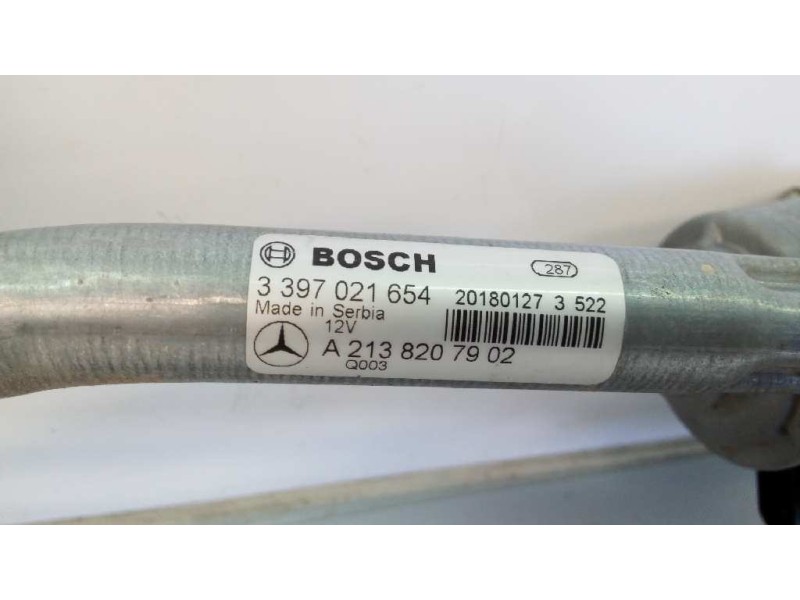 BOSCH 287
3 397 021 654 20180127 3 522
Made in Serbia
12V
A 213 820 79 02
Q003